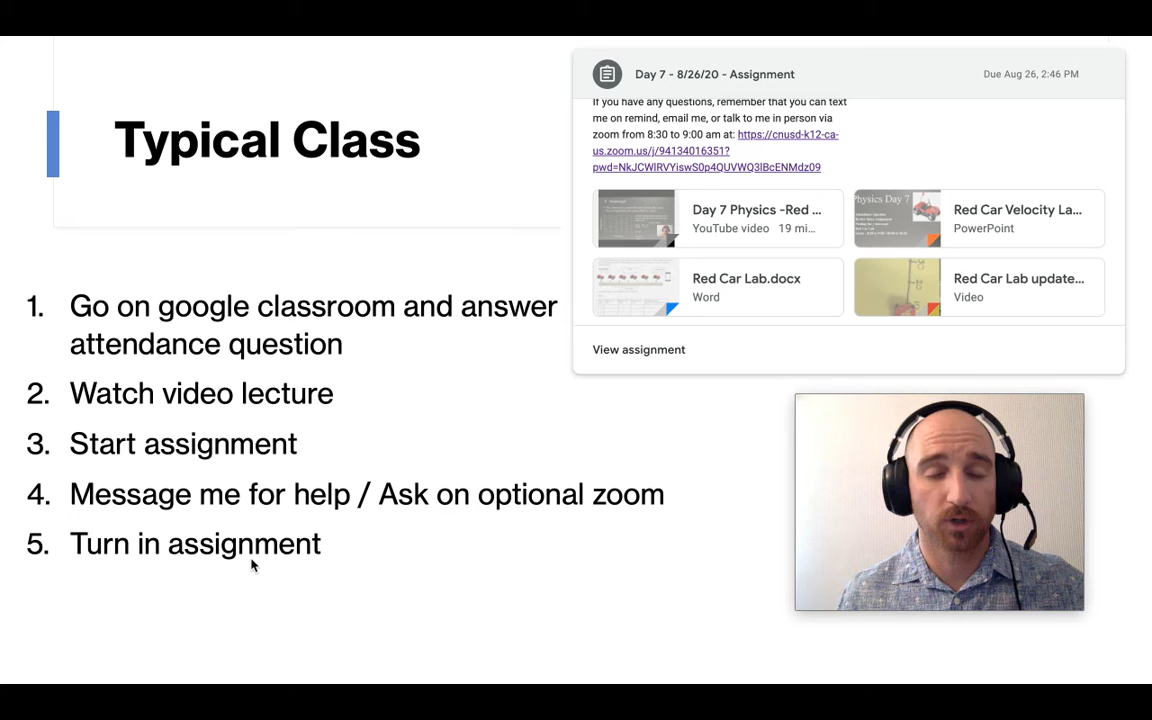 Typical Class
Day 7 - 8/26/20 - Assignment
Due Aug 26, 2:46 PM
If you have any questions, remember that you can text
me on remind, email me, or talk to me in person via
zoom from 8:30 to 9:00 am at: https://cnusd-k12-ca-
us.zoom.us/j/94134016351?
pwd=NkJCWlRVYiswS0p4QUVWQ3lBcENMdz09
Day 7 Physics -Red ...
YouTube video 19 mi...
hysics Day 7
Red Car Velocity La...
PowerPoint
Red Car Lab.docx
Word
Red Car Lab update...
Video
View assignment
1. Go on google classroom and answer
attendance question
2. Watch video lecture
3. Start assignment
4. Message me for help / Ask on optional zoom
5. Turn in assignment